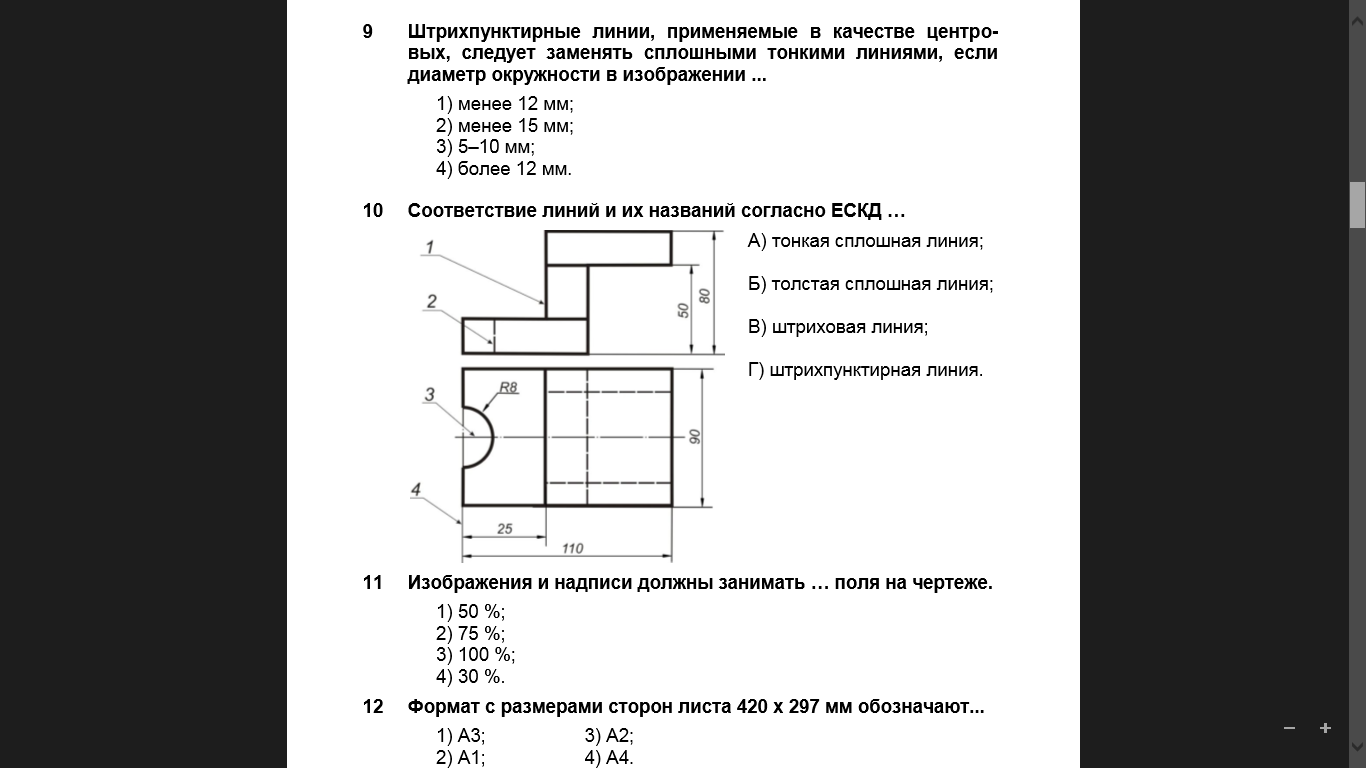 9 Штрихпунктирные линии, применяемые в качестве центро-
вых, следует заменять сплошными тонкими линиями, если
диаметр окружности в изображении ...
1) менее 12 мм;
2) менее 15 мм;
3) 5–10 мм;
4) более 12 мм.
10 Соответствие линий и их названий согласно ЕСКД …
1
2
50
80
3
R8
90
4
25
110
А) тонкая сплошная линия;
Б) толстая сплошная линия;
В) штриховая линия;
Г) штрихпунктирная линия.
11 Изображения и надписи должны занимать … поля на чертеже.
1) 50 %;
2) 75 %;
3) 100 %;
4) 30 %.
12 Формат с размерами сторон листа 420 х 297 мм обозначают...
1) А3; 3) А2;
2) А1; 4) А4.